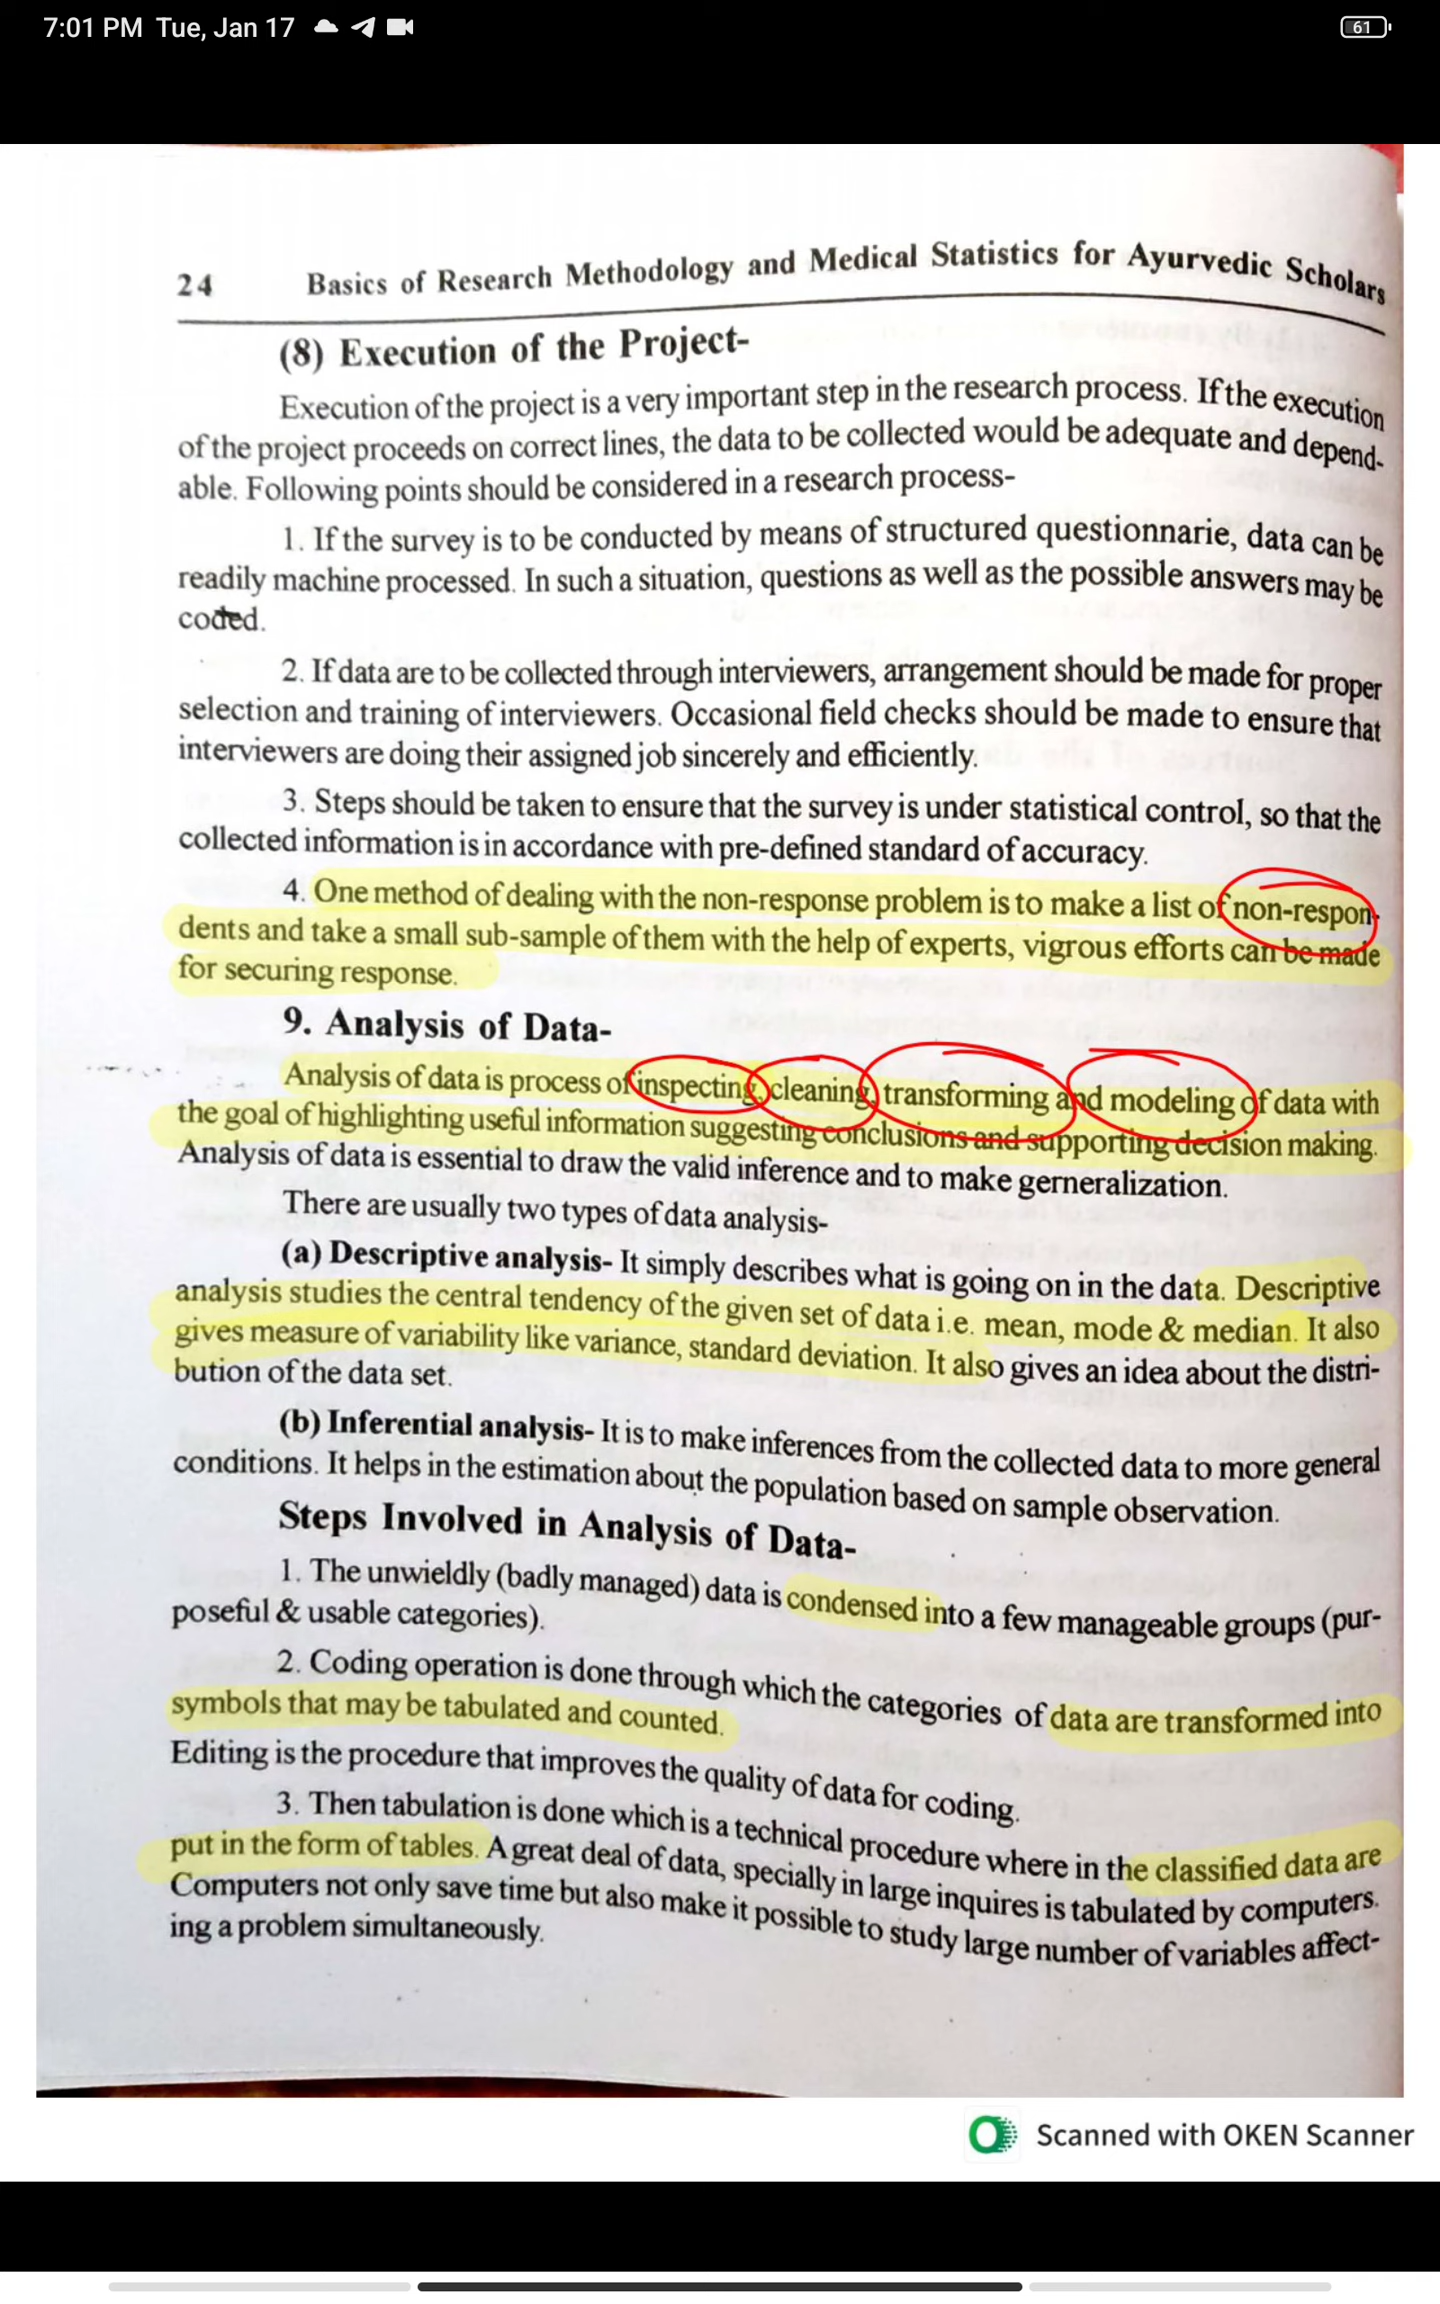 7:01 PM Tue, Jan 17
61
24 Basics of Research Methodology and Medical Statistics for Ayurvedic Scholars
(8) Execution of the Project-
Execution of the project is a very important step in the research process. If the execution
of the project proceeds on correct lines, the data to be collected would be adequate and depend-
able. Following points should be considered in a research process-
1. If the survey is to be conducted by means of structured questionnarie, data can be
readily machine processed. In such a situation, questions as well as the possible answers may be
coded.
2. If data are to be collected through interviewers, arrangement should be made for proper
selection and training of interviewers. Occasional field checks should be made to ensure that
interviewers are doing their assigned job sincerely and efficiently.
3. Steps should be taken to ensure that the survey is under statistical control, so that the
collected information is in accordance with pre-defined standard of accuracy.
4. One method of dealing with the non-response problem is to make a list of non-respon-
dents and take a small sub-sample of them with the help of experts, vigrous efforts can be made
for securing response.
9. Analysis of Data-
Analysis of data is process of inspecting, cleaning, transforming and modeling of data with
the goal of highlighting useful information suggesting conclusions and supporting decision making.
Analysis of data is essential to draw the valid inference and to make gerneralization.
There are usually two types of data analysis-
(a) Descriptive analysis- It simply describes what is going on in the data. Descriptive
analysis studies the central tendency of the given set of data i.e. mean, mode & median. It also
gives measure of variability like variance, standard deviation. It also gives an idea about the distri-
bution of the data set.
(b) Inferential analysis- It is to make inferences from the collected data to more general
conditions. It helps in the estimation about the population based on sample observation.
Steps Involved in Analysis of Data-
1. The unwieldly (badly managed) data is condensed into a few manageable groups (pur-
poseful & usable categories).
2. Coding operation is done through which the categories of data are transformed into
symbols that may be tabulated and counted.
Editing is the procedure that improves the quality of data for coding.
3. Then tabulation is done which is a technical procedure where in the classified data are
put in the form of tables. A great deal of data, specially in large inquires is tabulated by computers.
Computers not only save time but also make it possible to study large number of variables affect-
ing a problem simultaneously.
Scanned with OKEN Scanner